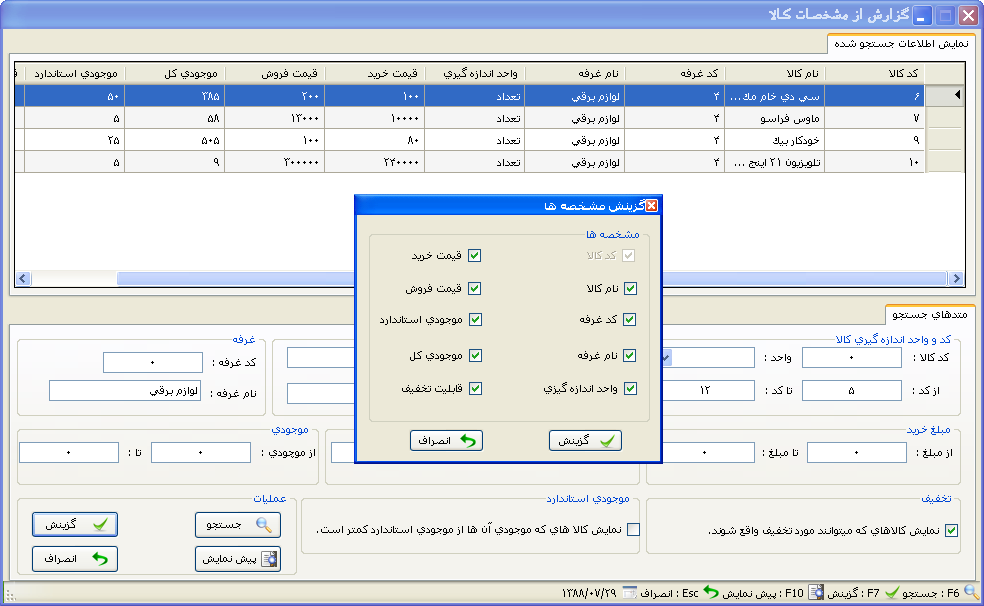 گزارش از مشخصات کالا
نمايش اطلاعات جستجو شده
کد کالا	نام کالا	کد غرفه	نام غرفه	واحد اندازه گيري	قيمت خريد	قيمت فروش	موجودي کل	موجودي استاندارد
۶	سي دي خام مک...	۴	لوازم برقي	تعداد	۱۰۰	۲۰۰	۲۸۵	۵۰
۷	ماوس فراسو	۴	لوازم برقي	تعداد	۱۰۰۰۰	۱۲۰۰۰	۵۸	۵
۹	خودکار بيک	۴	لوازم برقي	تعداد	۸۰	۱۰۰	۵۰۵	۲۵
۱۰	تلويزيون ۲۱ اينچ ...	۴	لوازم برقي	تعداد	۲۴۰۰۰۰	۳۰۰۰۰۰	۹	۵
گزينش مشخصه ها
مشخصه ها
کد کالا	قيمت خريد
نام کالا	قيمت فروش
کد غرفه	موجودي استاندارد
نام غرفه	موجودي کل
واحد اندازه گيزي	قابليت تخفيف
گزينش	انصراف
متدهاي جستجو
کد و واحد اندازه گيري کالا
کد کالا : ۰	واحد :
از کد : ۵	تا کد : ۱۲
غرفه
کد غرفه : ۰
نام غرفه : لوازم برقي
مبلغ خريد
از مبلغ : ۰	تا مبلغ : ۰
موجودي
از موجودي : ۰	تا : ۰
تخفيف
نمايش کالاهاي که ميتوانند مورد تخفيف واقع شوند.
موجودي استاندارد
نمايش کالا هاي که موجودي آن ها از موجودي استاندارد کمتر است.
عمليات
جستجو	گزينش
پيش نمايش	انصراف
F6 : جستجو	F7 : گزينش	F10 : پيش نمايش	Esc : انصراف	۱۳۸۸/۰۷/۲۹